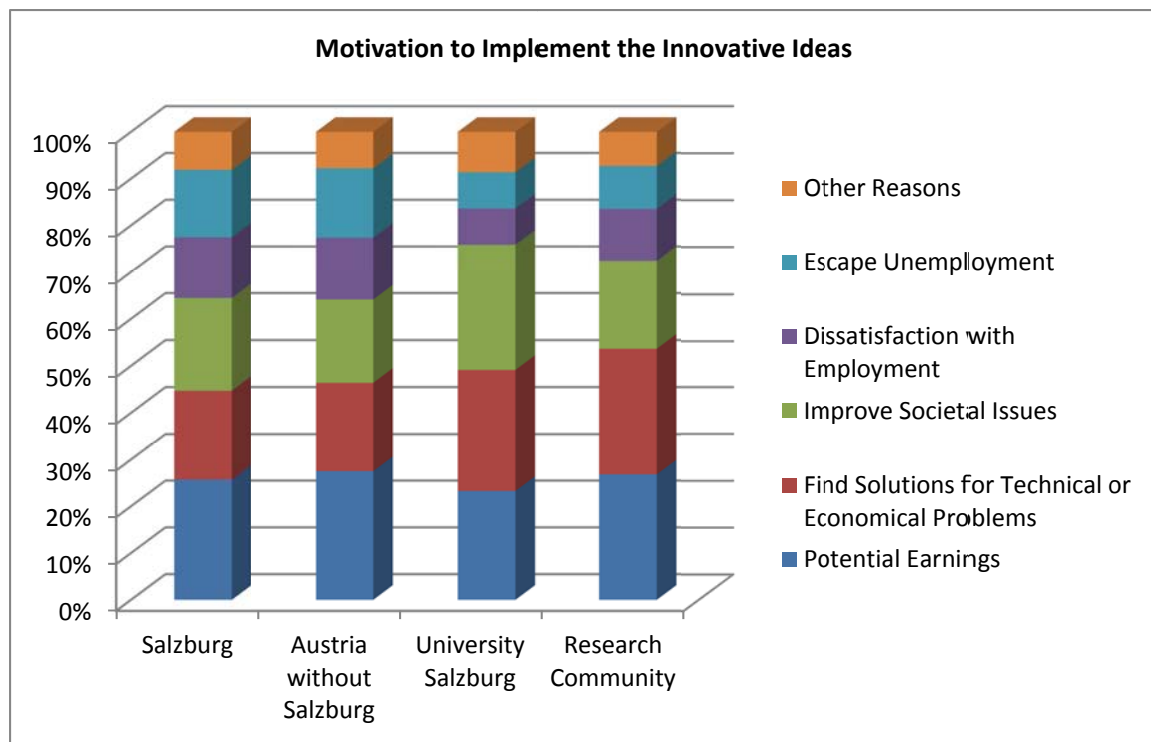 Motivation to Implement the Innovative Ideas
100%
90%
80%
70%
60%
50%
40%
30%
20%
10%
0%
Salzburg
Austria
without
Salzburg
University
Salzburg
Research
Community
Other Reasons
Escape Unemployment
Dissatisfaction with
Employment
Improve Societal Issues
Find Solutions for Technical or
Economical Problems
Potential Earnings